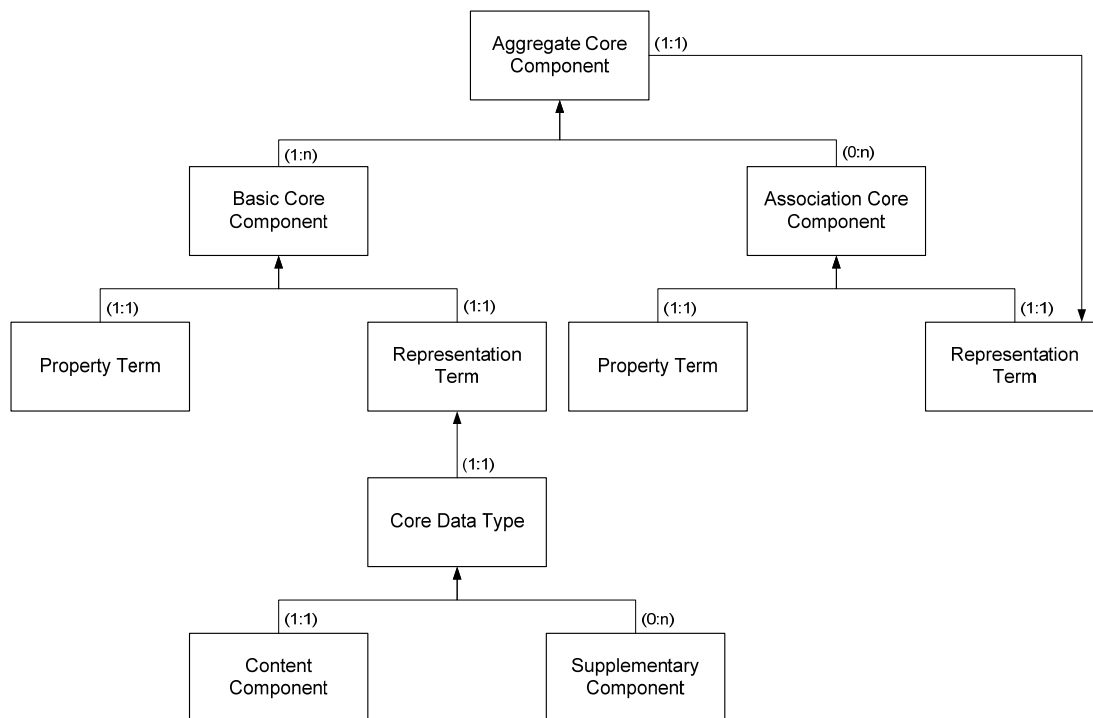 Aggregate Core
Component
(1:1)
(1:n)
(0:n)
Basic Core
Component
Association Core
Component
(1:1)
(1:1)
(1:1)
(1:1)
Property Term
Representation
Term
Property Term
Representation
Term
(1:1)
Core Data Type
(1:1)
(0:n)
Content
Component
Supplementary
Component